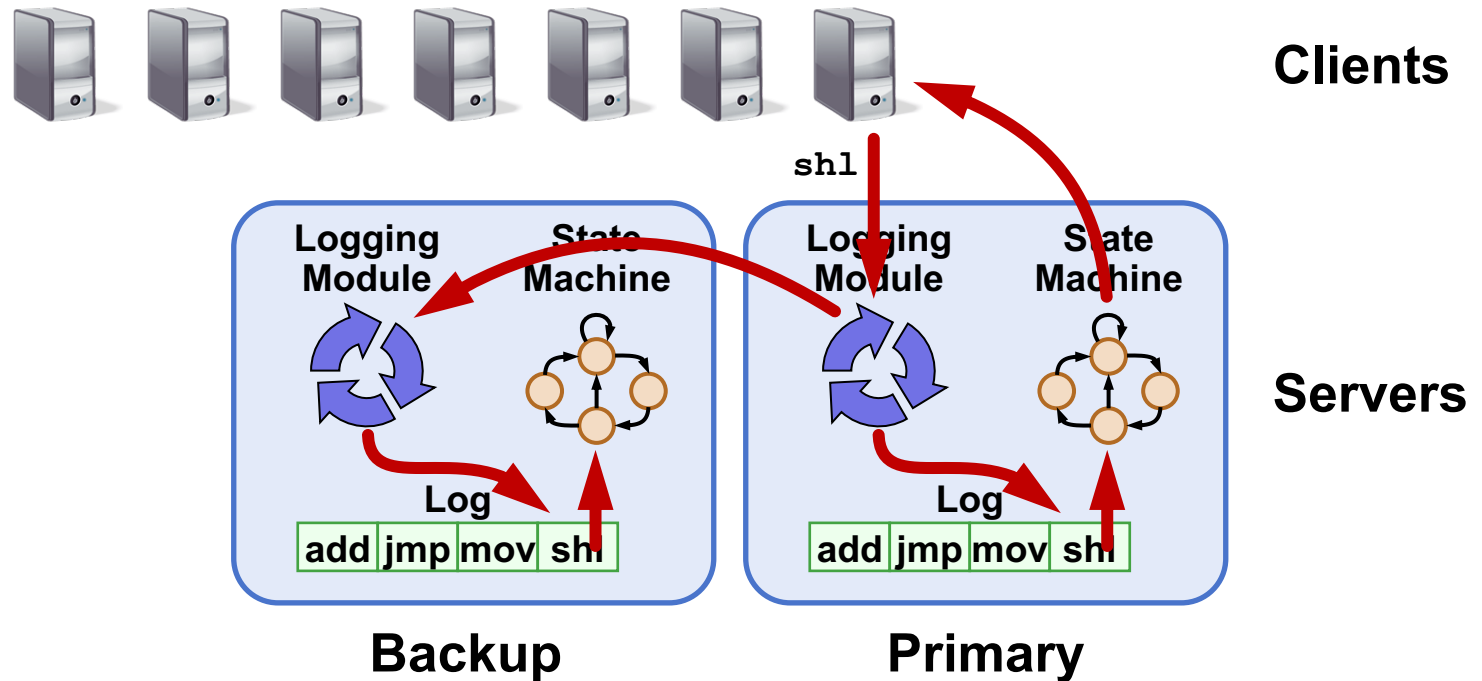 Clients
shl
Logging
Module
State
Machine
Logging
Module
State
Machine
Servers
Log
add jmp mov shl
Log
add jmp mov shl
Backup
Primary